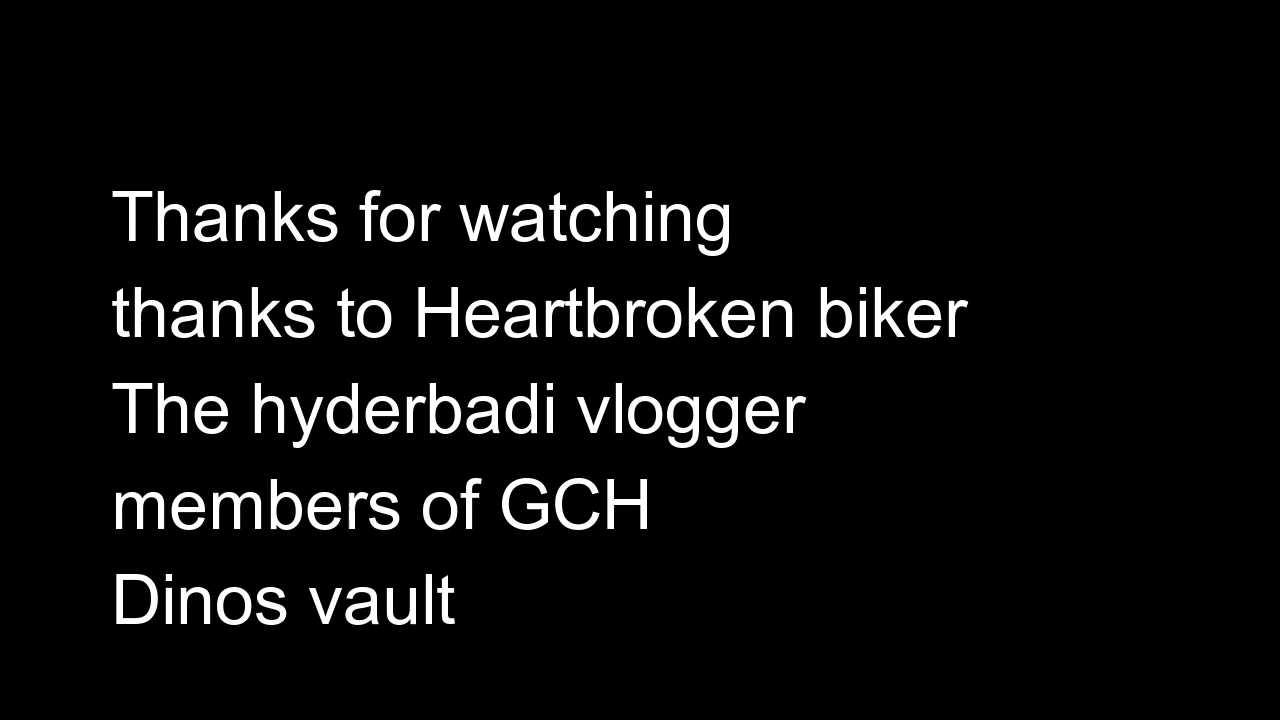 Thanks for watching
thanks to Heartbroken biker
The hyderbadi vlogger
members of GCH
Dinos vault